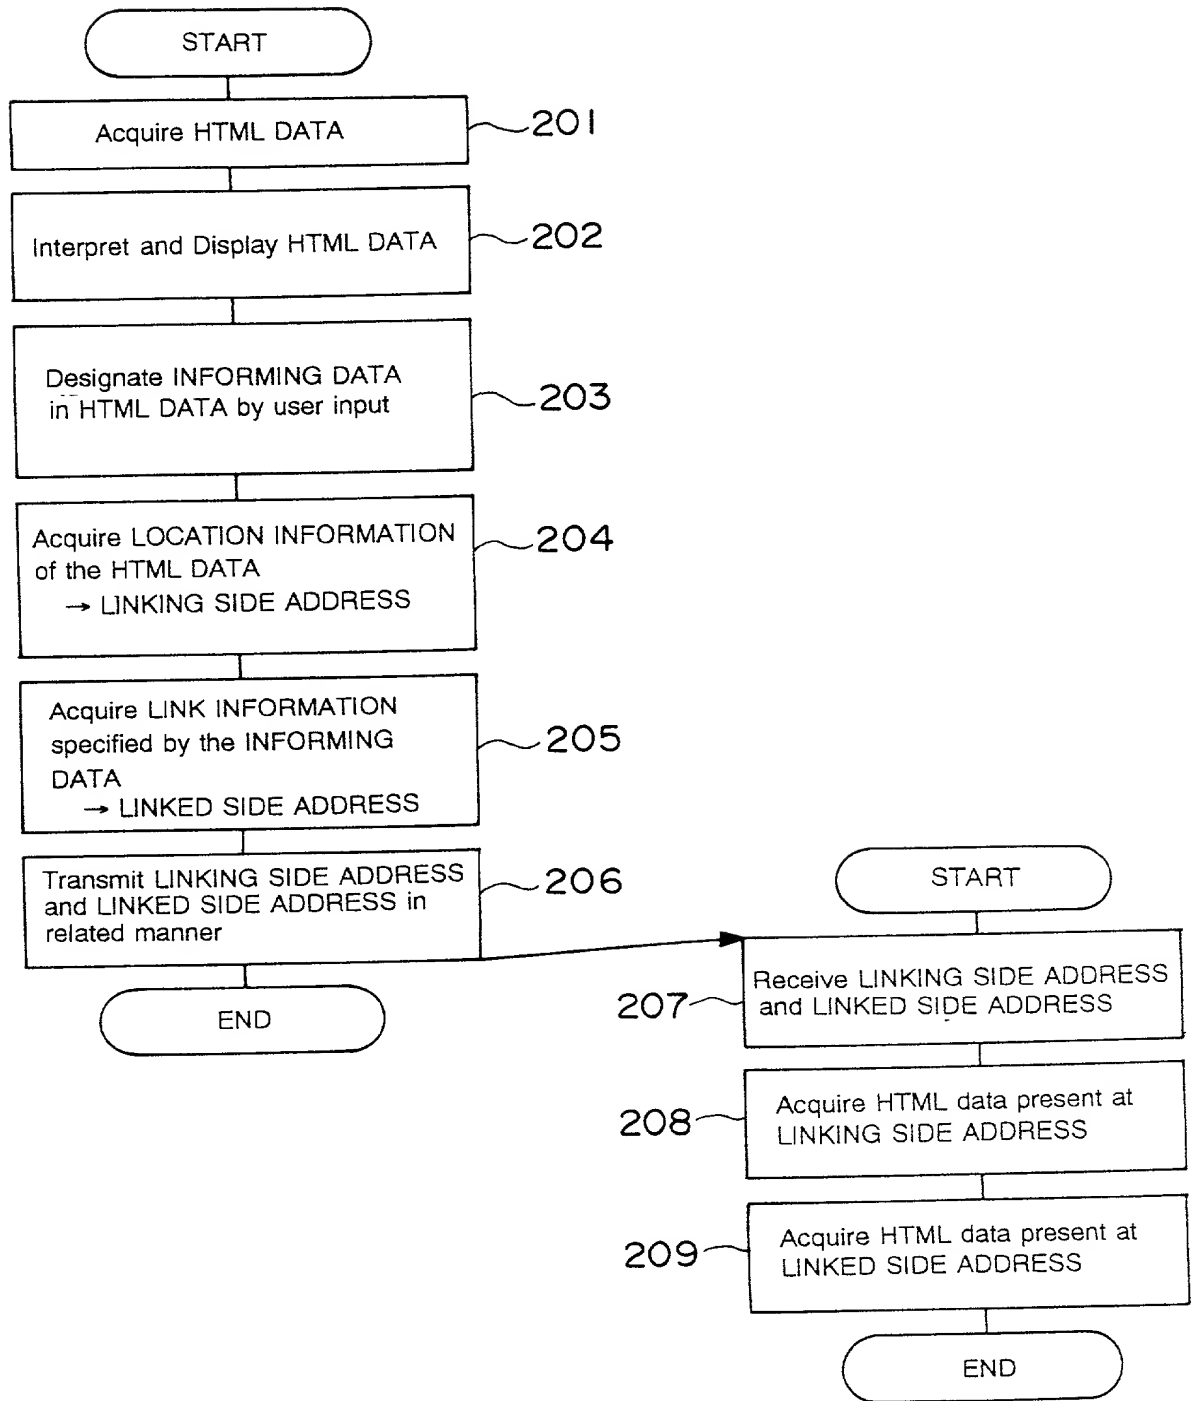 START
Acquire HTML DATA
201
Interpret and Display HTML DATA
202
Designate INFORMING DATA
in HTML DATA by user input
203
Acquire LOCATION INFORMATION
of the HTML DATA
→ LINKING SIDE ADDRESS
204
Acquire LINK INFORMATION
specified by the INFORMING
DATA
→ LINKED SIDE ADDRESS
205
Transmit LINKING SIDE ADDRESS
and LINKED SIDE ADDRESS in
related manner
206
END
START
Receive LINKING SIDE ADDRESS
and LINKED SIDE ADDRESS
207
Acquire HTML data present at
LINKING SIDE ADDRESS
208
Acquire HTML data present at
LINKED SIDE ADDRESS
209
END